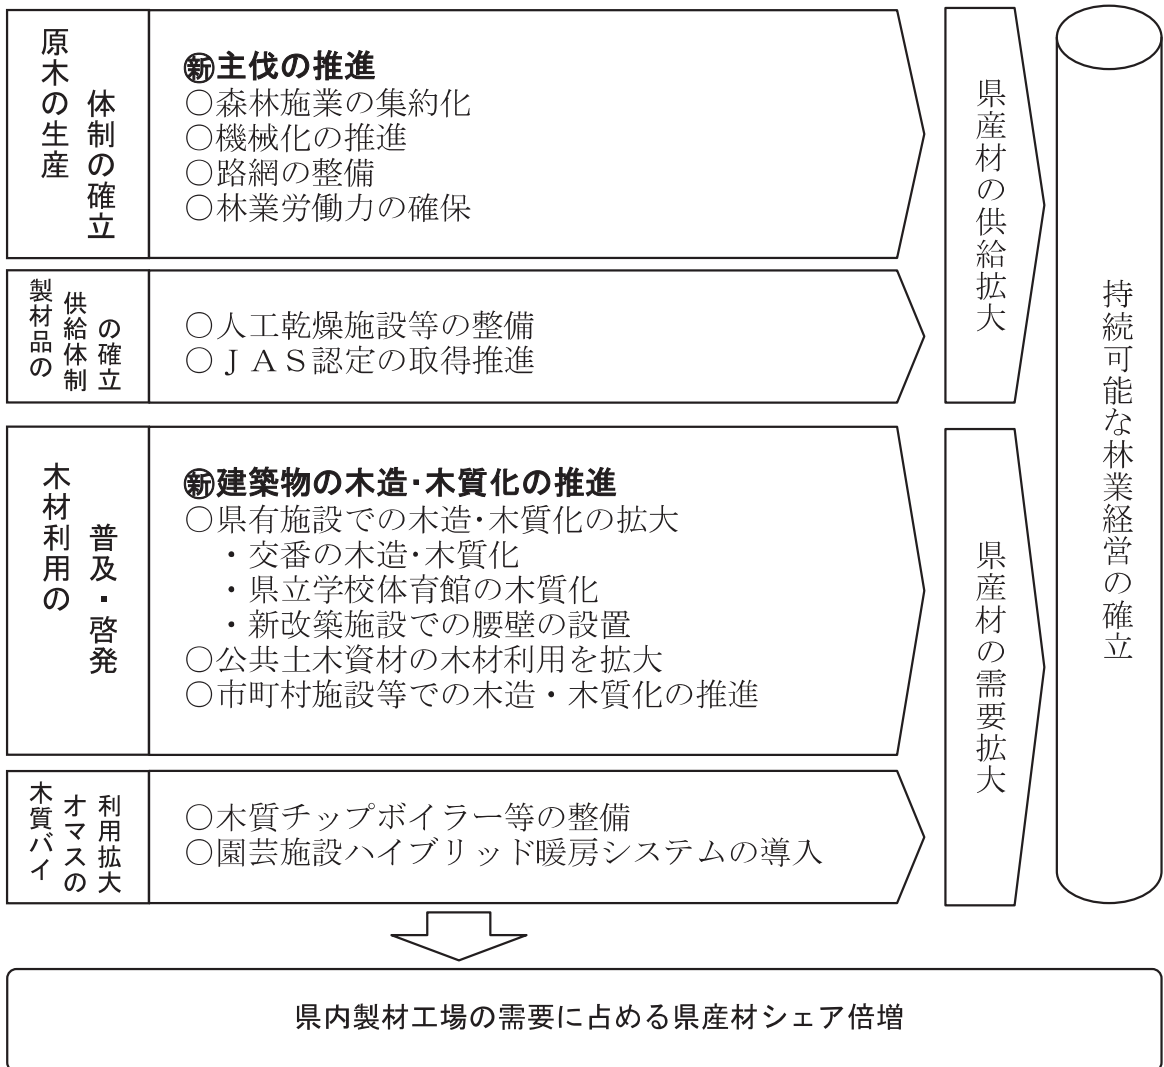 原木の生産
体制の確立
㊟新主伐の推進
○森林施業の集約化
○機械化の推進
○路網の整備
○林業労働力の確保
製材品の
供給体制
の確立
○人工乾燥施設等の整備
○ＪＡＳ認定の取得推進
県産材の供給拡大
木材利用の
普及・啓発
新建築物の木造・木質化の推進
○県有施設での木造・木質化の拡大
・交番の木造・木質化
・県立学校体育館の木質化
・新改築施設での腰壁の設置
○公共土木資材の木材利用を拡大
○市町村施設等での木造・木質化の推進
木質バイ
オマスの
利用拡大
○木質チップボイラー等の整備
○園芸施設ハイブリッド暖房システムの導入
県産材の需要拡大
持続可能な林業経営の確立
県内製材工場の需要に占める県産材シェア倍増